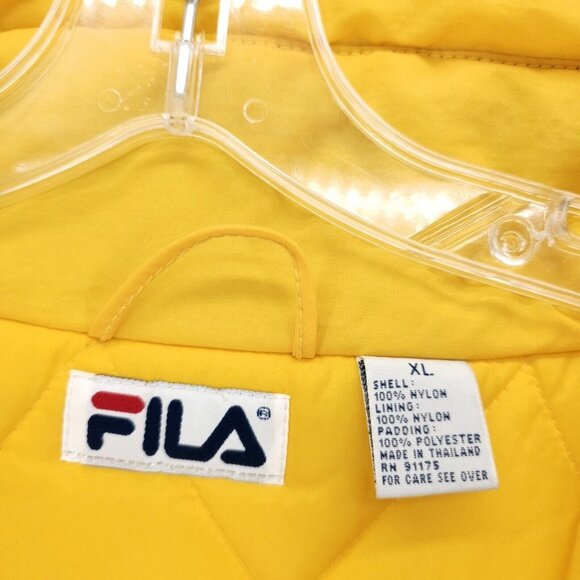 FILA®
XL
SHELL:
100% NYLON
LINING:
100% NYLON
PADDING:
100% POLYESTER
MADE IN THAILAND
RN 91175
FOR CARE SEE OVER